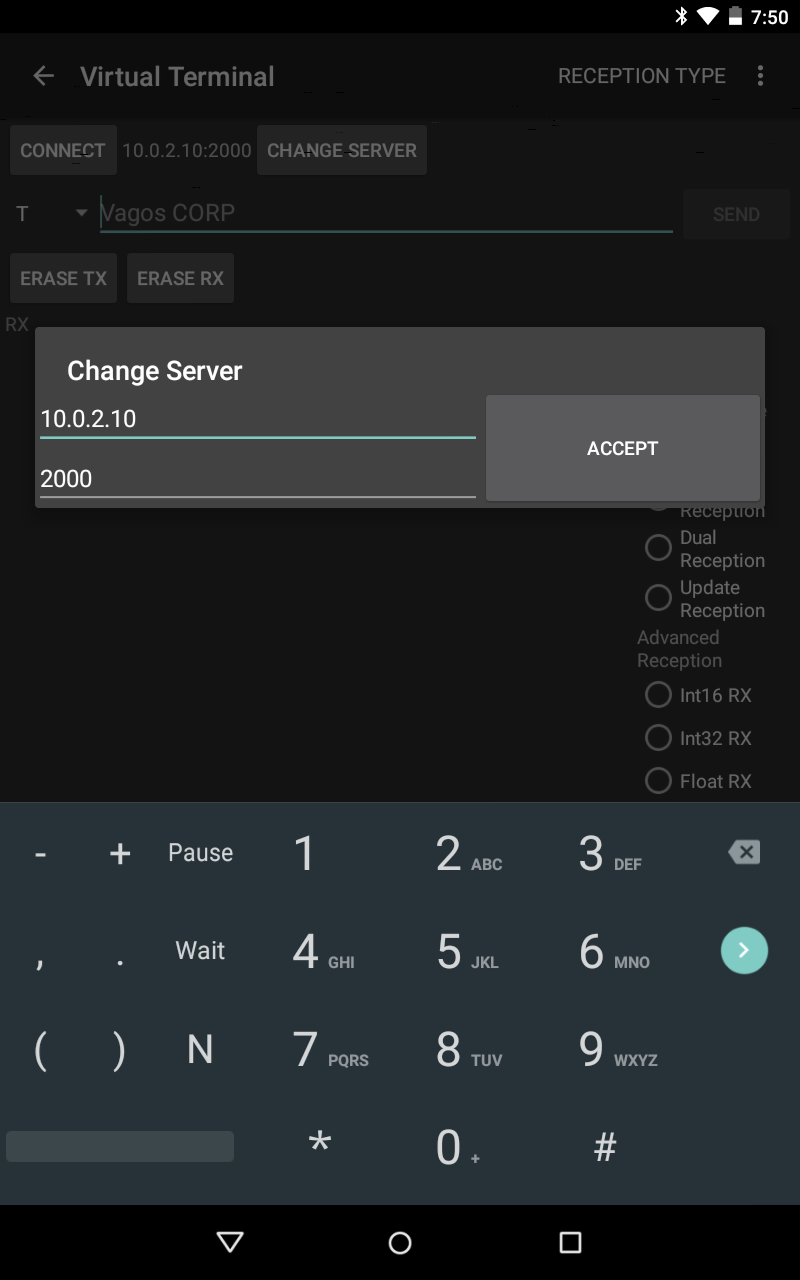 7:50
Virtual Terminal
RECEPTION TYPE
CONNECT
10.0.2.10:2000
CHANGE SERVER
T
Vagos CORP
SEND
ERASE TX
ERASE RX
RX
Change Server
10.0.2.10
2000
ACCEPT
Reception
Dual
Reception
Update
Reception
Advanced
Reception
Int16 RX
Int32 RX
Float RX
- + Pause 1 2 ABC 3 DEF
, . Wait 4 GHI 5 JKL 6 MNO
( ) N 7 PQRS 8 TUV 9 WXYZ
* 0 + #